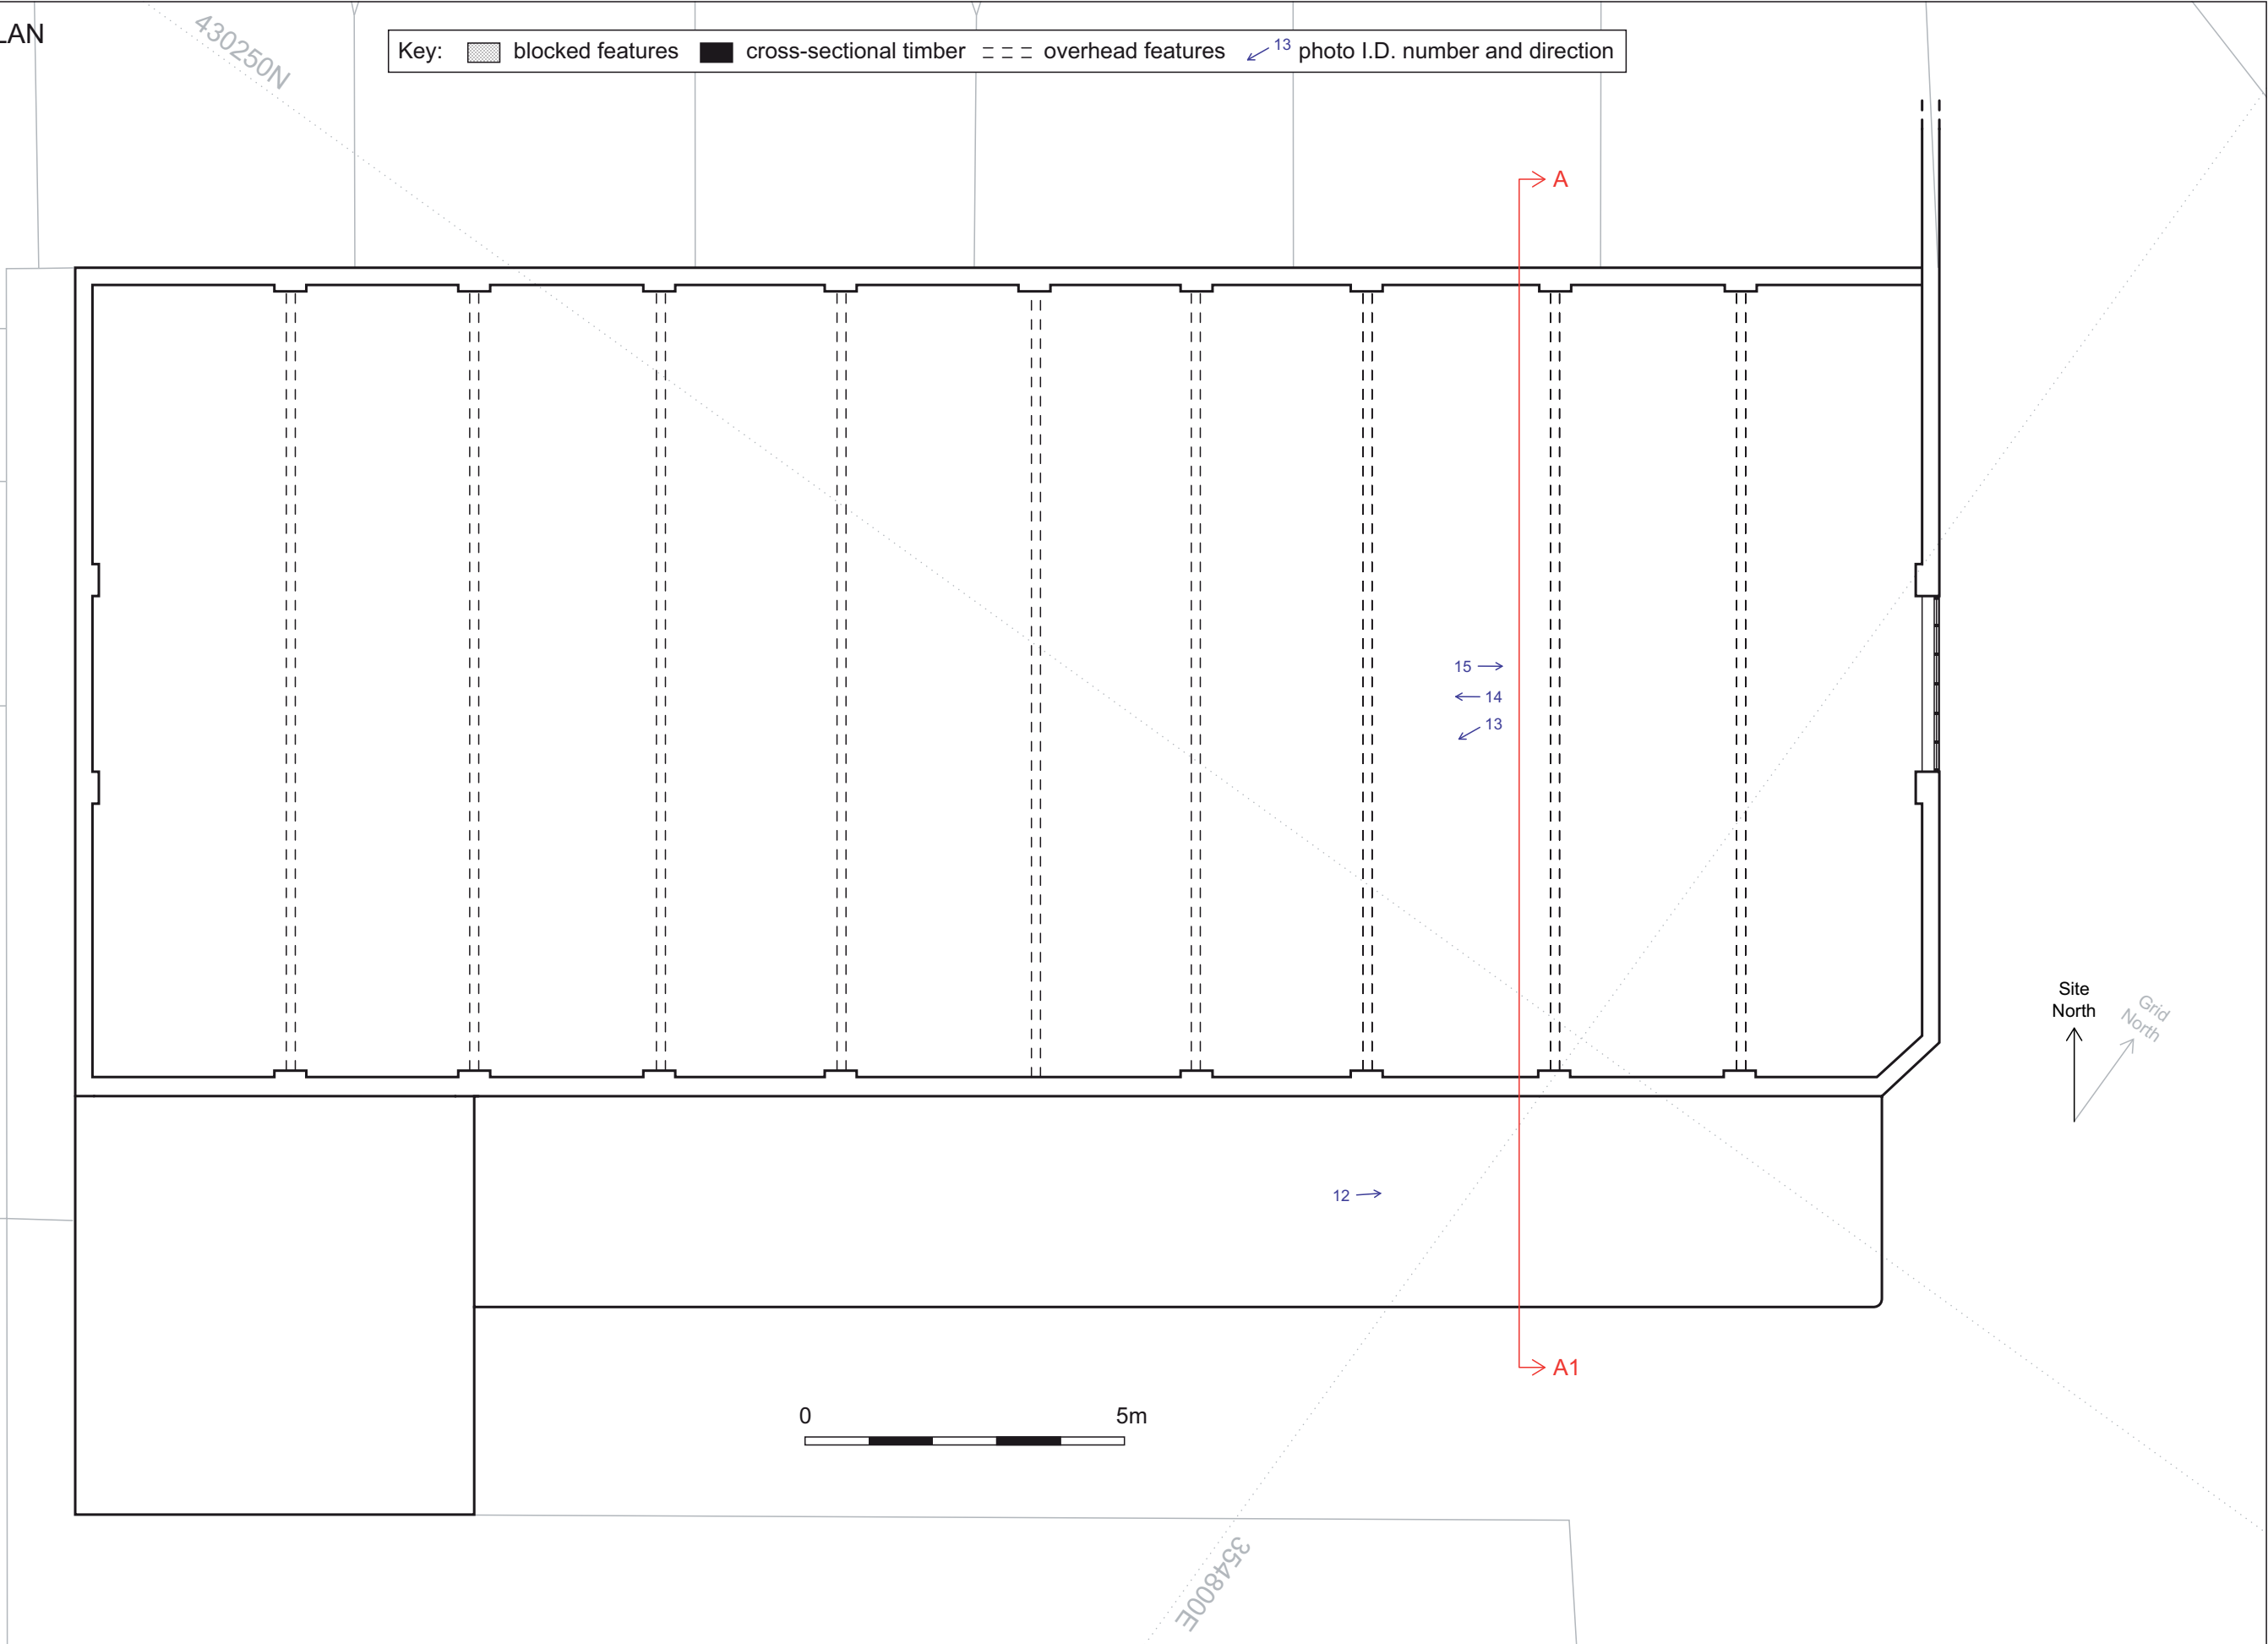 LAN
430250N
Key: blocked features cross-sectional timber overhead features 13 photo I.D. number and direction
A
15
14
13
Site
North
Grid
North
12
A1
0 5m
354800E